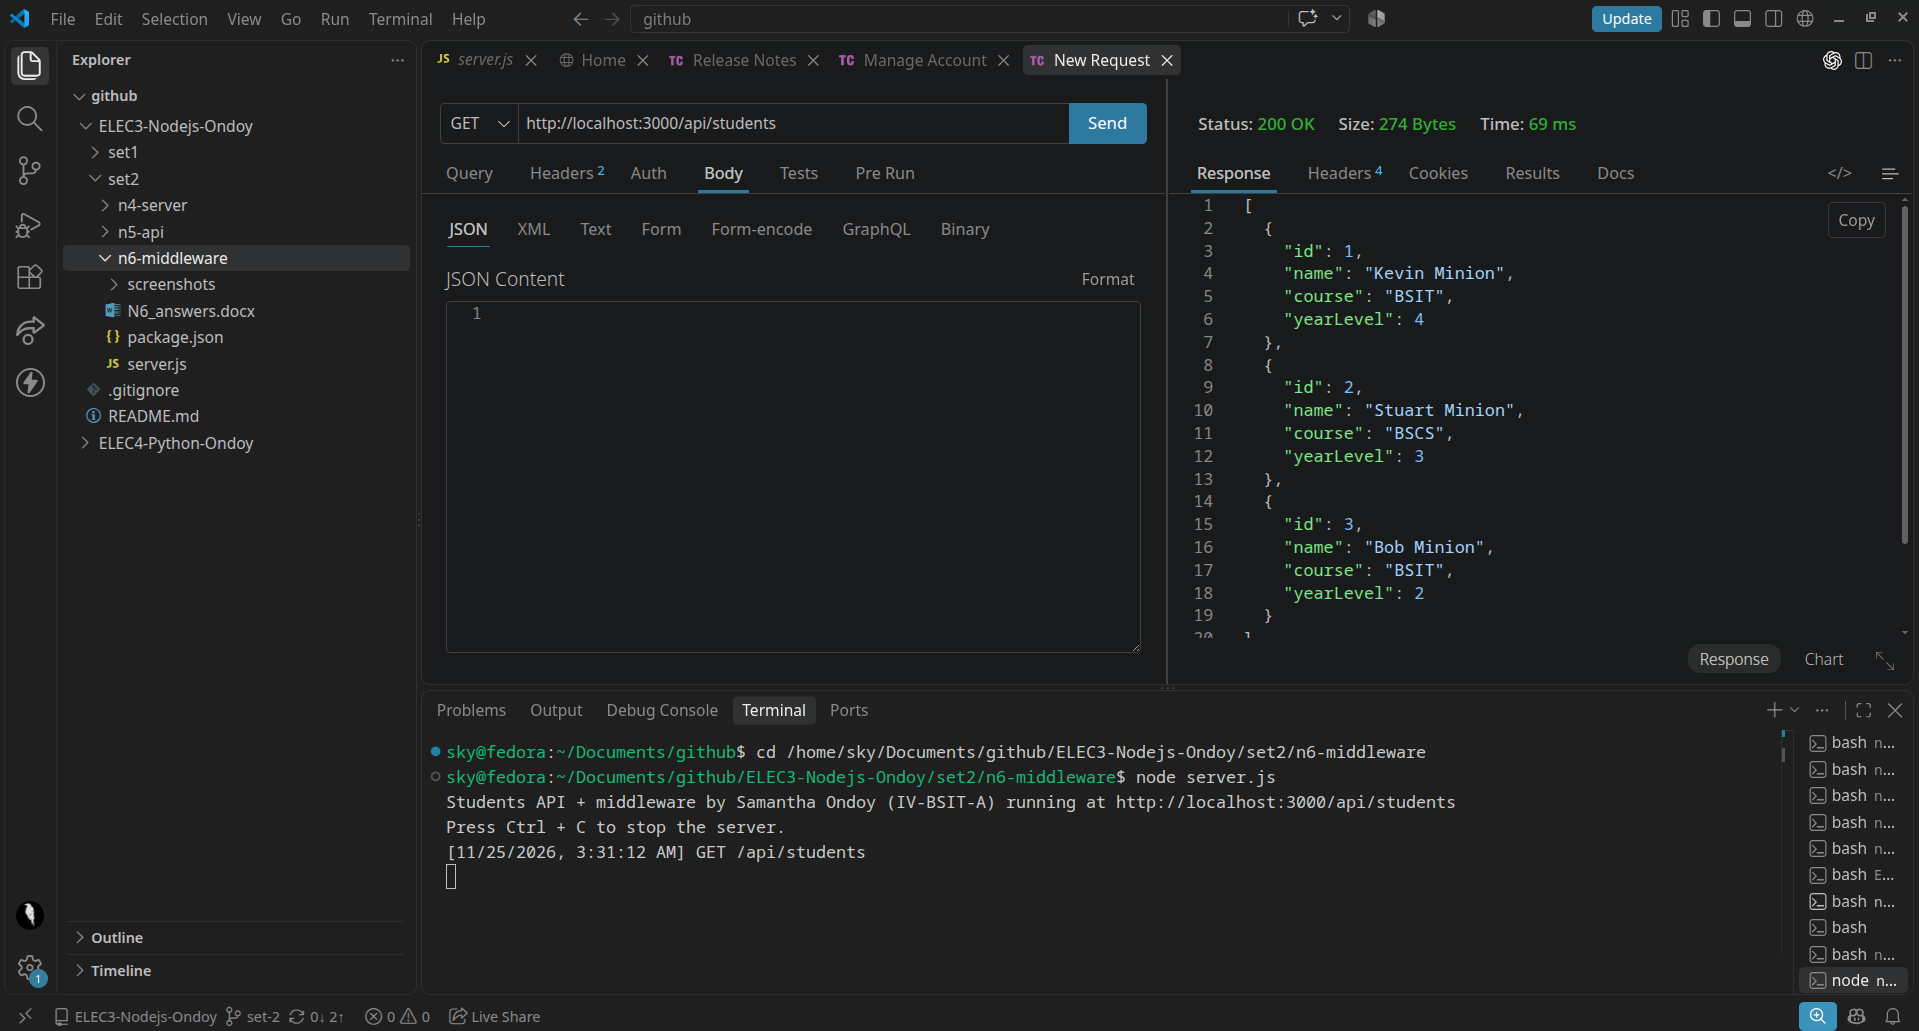 File Edit Selection View Go Run Terminal Help
github
Update
Explorer
github
ELEC3-Nodejs-Ondoy
set1
set2
n4-server
n5-api
n6-middleware
screenshots
N6_answers.docx
package.json
JS server.js
.gitignore
README.md
ELEC4-Python-Ondoy
Outline
Timeline
JS server.js
Home
TC Release Notes
TC Manage Account
TC New Request
GET http://localhost:3000/api/students Send
Query Headers 2 Auth Body Tests Pre Run
JSON XML Text Form Form-encode GraphQL Binary
JSON Content Format
1
Status: 200 OK Size: 274 Bytes Time: 69 ms
Response Headers 4 Cookies Results Docs </>
Copy
1 [
2 {
3 "id": 1,
4 "name": "Kevin Minion",
5 "course": "BSIT",
6 "yearLevel": 4
7 },
8 {
9 "id": 2,
10 "name": "Stuart Minion",
11 "course": "BSCS",
12 "yearLevel": 3
13 },
14 {
15 "id": 3,
16 "name": "Bob Minion",
17 "course": "BSIT",
18 "yearLevel": 2
19 }
20 ]
Response Chart
Problems Output Debug Console Terminal Ports
sky@fedora:~/Documents/github$ cd /home/sky/Documents/github/ELEC3-Nodejs-Ondoy/set2/n6-middleware
sky@fedora:~/Documents/github/ELEC3-Nodejs-Ondoy/set2/n6-middleware$ node server.js
Students API + middleware by Samantha Ondoy (IV-BSIT-A) running at http://localhost:3000/api/students
Press Ctrl + C to stop the server.
[11/25/2026, 3:31:12 AM] GET /api/students
bash n...
bash n...
bash n...
bash n...
bash n...
bash E...
bash n...
bash
bash n...
node n...
1
ELEC3-Nodejs-Ondoy set-2 0↓ 2↑ 0 0 Live Share